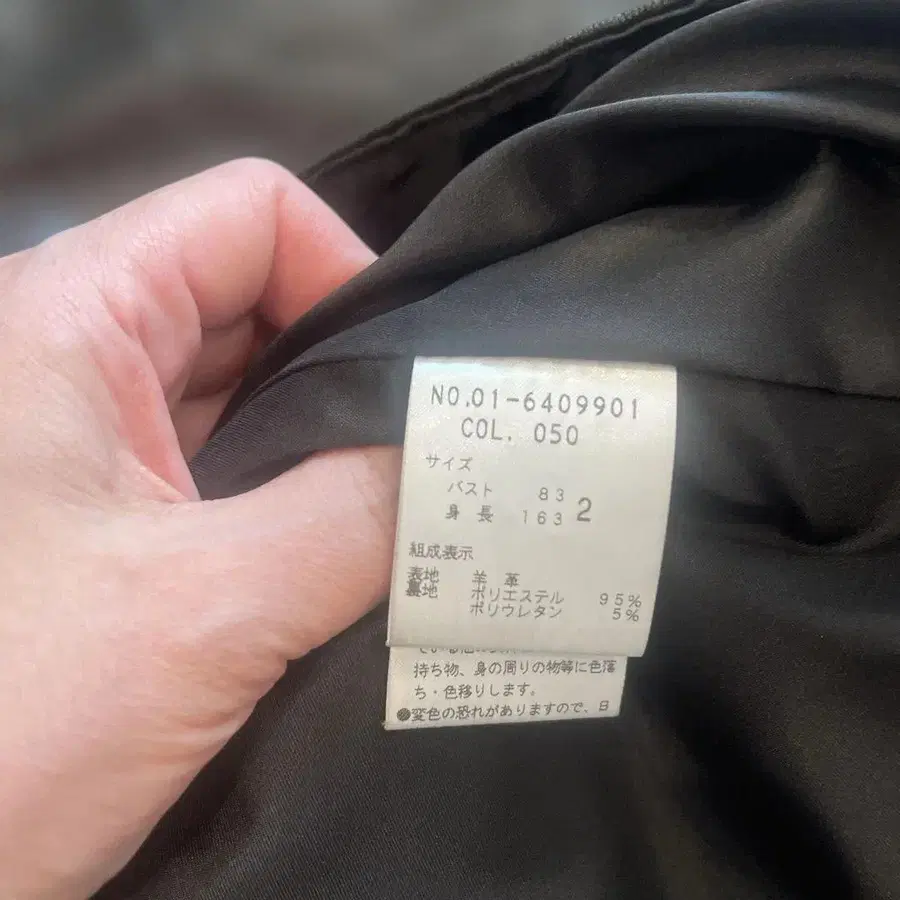 NO.01-6409901
COL. 050
サイズ
バスト 83
身長 163 2
組成表示
表地 羊革
裏地 ポリエステル 95%
ポリウレタン 5%
持ち物、身の周りの物等に色落
ち・色移りします。
●変色の恐れがありますので、日